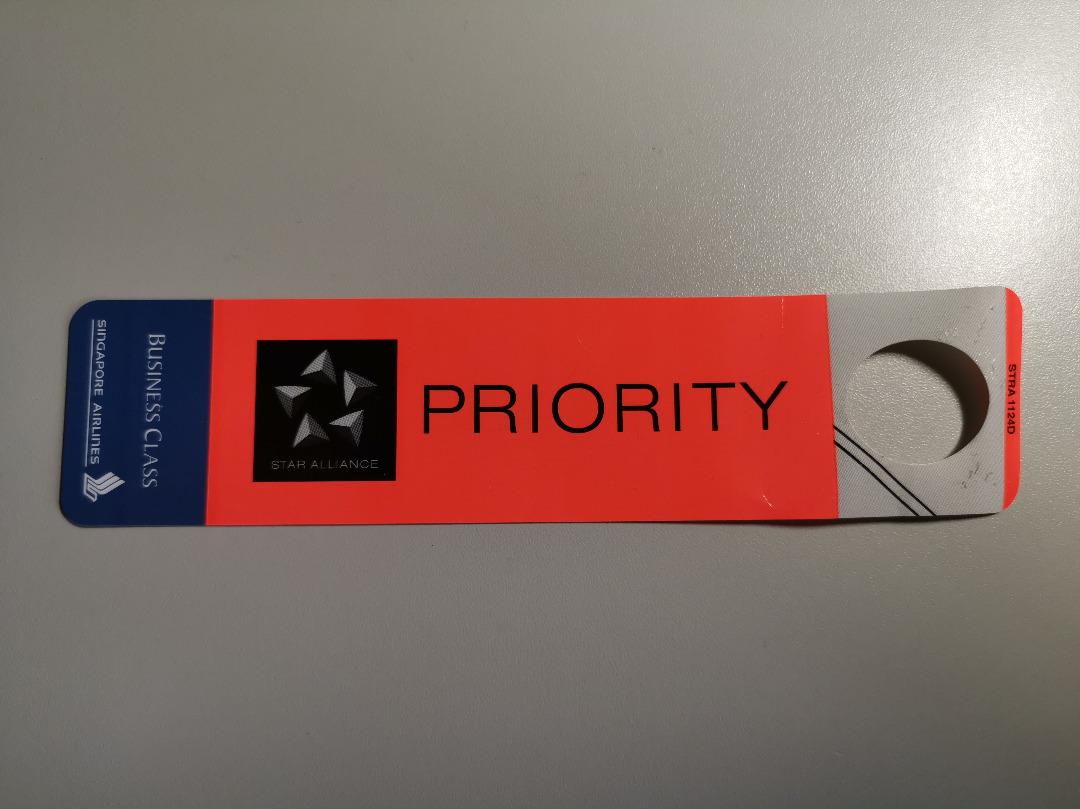 BUSINESS CLASS
SINGAPORE AIRLINES
STAR ALLIANCE
PRIORITY
STRA 1124D